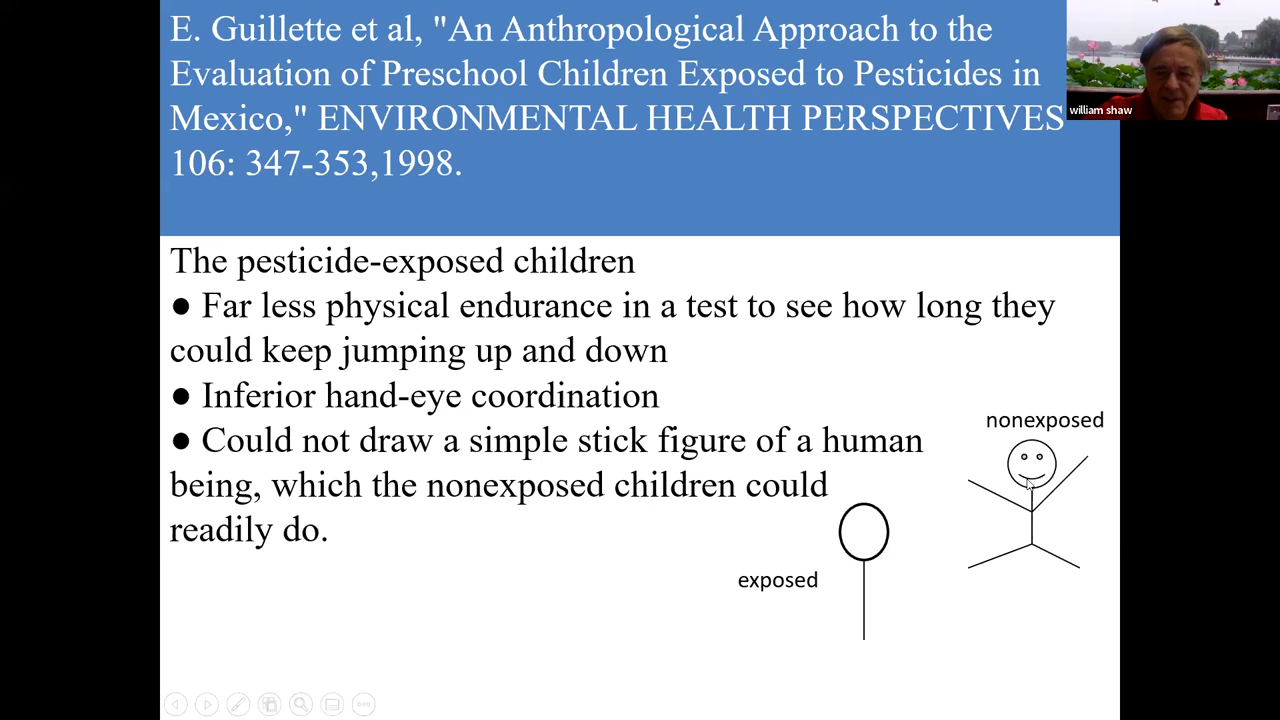 E. Guillette et al, "An Anthropological Approach to the
Evaluation of Preschool Children Exposed to Pesticides in
Mexico," ENVIRONMENTAL HEALTH PERSPECTIVES
106: 347-353,1998.
william shaw
The pesticide-exposed children
● Far less physical endurance in a test to see how long they
could keep jumping up and down
● Inferior hand-eye coordination
● Could not draw a simple stick figure of a human
being, which the nonexposed children could
readily do.
nonexposed
exposed